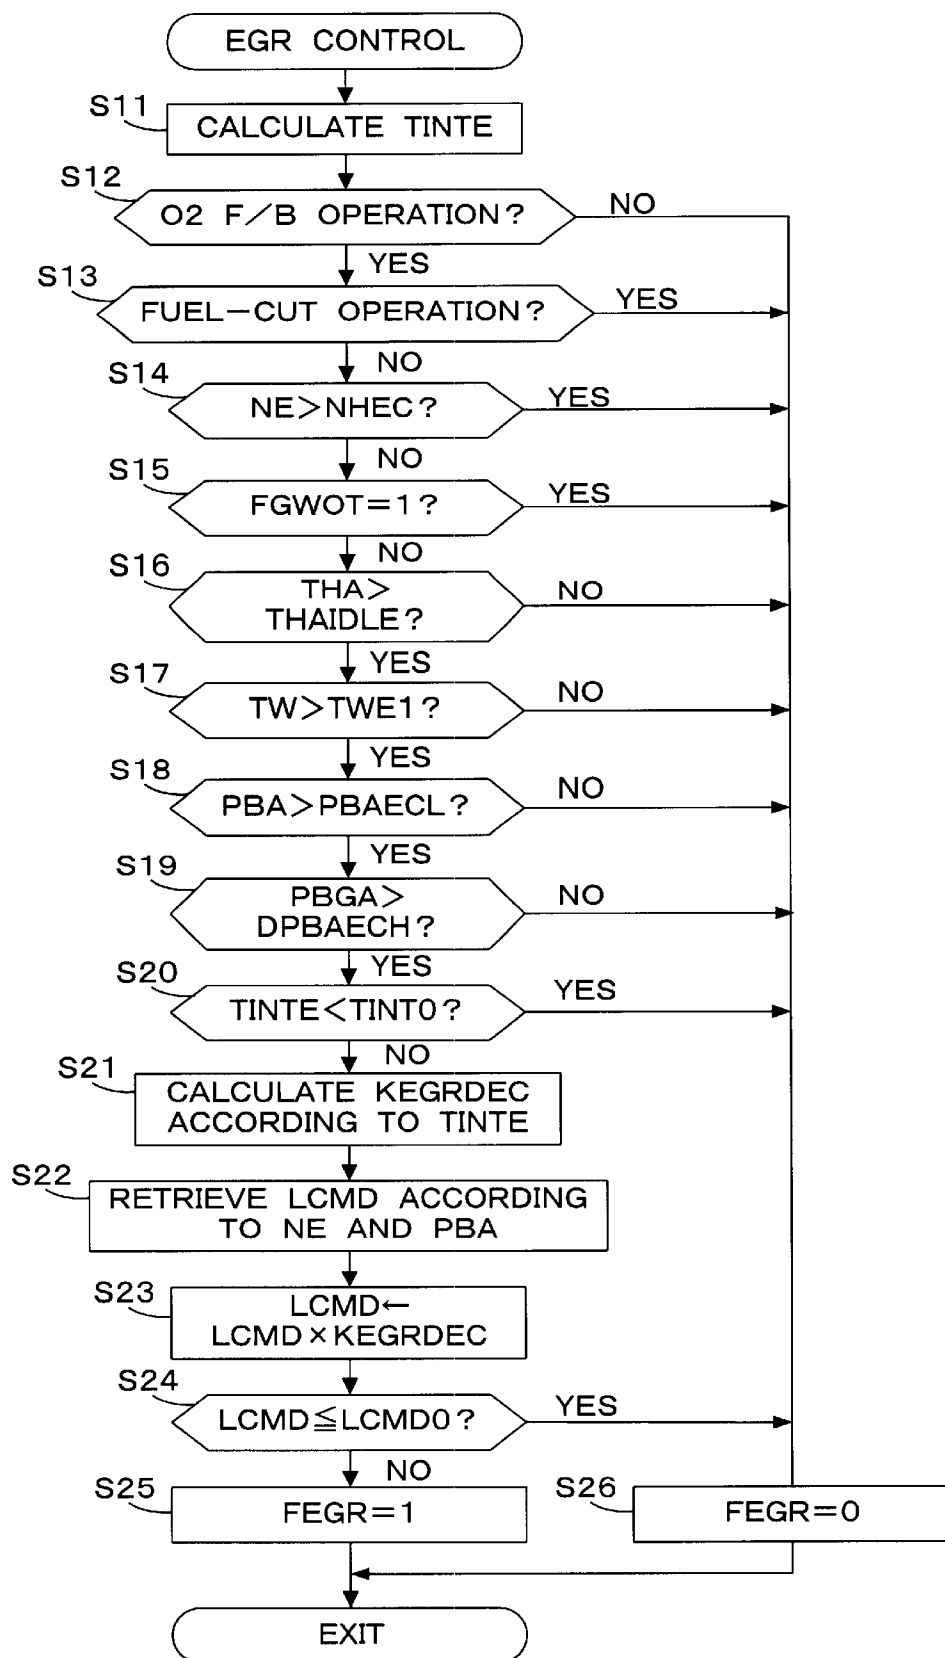 EGR CONTROL
S11
CALCULATE TINTE
S12
O2 F/B OPERATION?
NO
YES
S13
FUEL-CUT OPERATION?
YES
NO
S14
NE>NHEC?
YES
NO
S15
FGWOT=1?
YES
NO
S16
THA>
THAIDLE?
NO
YES
S17
TW>TWE1?
NO
YES
S18
PBA>PBAECL?
NO
YES
S19
PBGA>
DPBAECH?
NO
YES
S20
TINTE<TINT0?
YES
NO
S21
CALCULATE KEGRDEC
ACCORDING TO TINTE
S22
RETRIEVE LCMD ACCORDING
TO NE AND PBA
S23
LCMD←
LCMD×KEGRDEC
S24
LCMD≦LCMD0?
YES
NO
S25
FEGR=1
S26
FEGR=0
EXIT